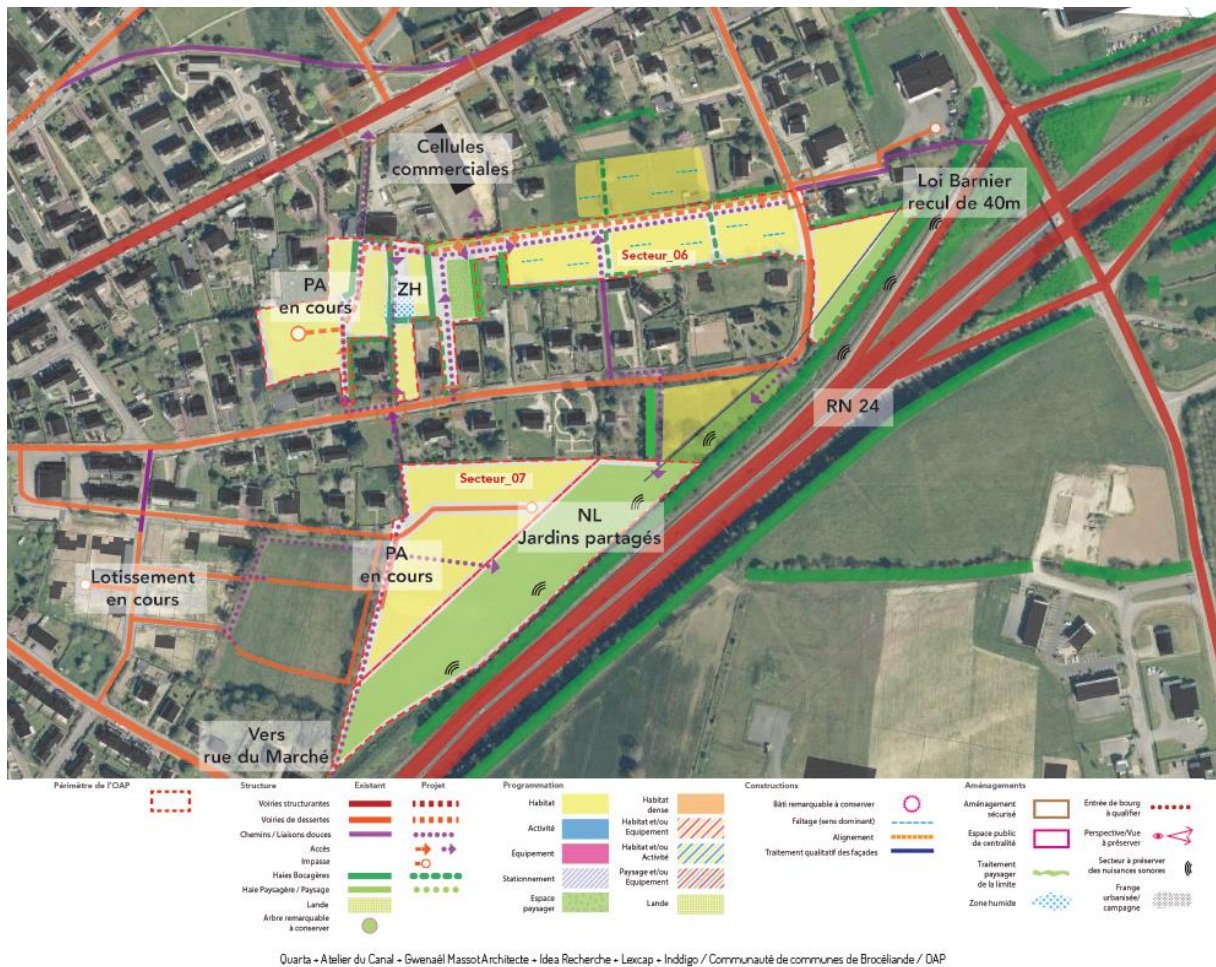 Cellules
commerciales
Loi Barnier
recul de 40m
Secteur_06
PA
en cours
ZH
RN 24
Secteur_07
NL
Jardins partagés
PA
en cours
Lotissement
en cours
Vers
rue du Marché
Périmètre de l'OAP
Structure
Existant
Projet
Voiries structurantes
Voiries de dessertes
Chemins / Liaisons douces
Accès
Impasse
Haies Bocagères
Haie Paysagère / Paysage
Lande
Arbre remarquable
à conserver
Programmation
Habitat
Activité
Équipement
Stationnement
Espace
paysager
Habitat
dense
Habitat et/ou
Equipement
Habitat et/ou
Activité
Paysage et/ou
Equipement
Lande
Constructions
Bâti remarquable à conserver
Faîtage (sens dominant)
Alignement
Traitement qualitatif des façades
Aménagements
Aménagement
sécurisé
Espace public
de centralité
Traitement
paysager
de la limite
Zone humide
Entrée de bourg
à qualifier
Perspective/Vue
à préserver
Secteur à préserver
des nuisances sonores
Frange
urbanisée/
campagne
Quarta + Atelier du Canal + Gwenaël Massot Architecte + Idea Recherche + Lexcap + Inddigo / Communauté de communes de Brocéliande / OAP